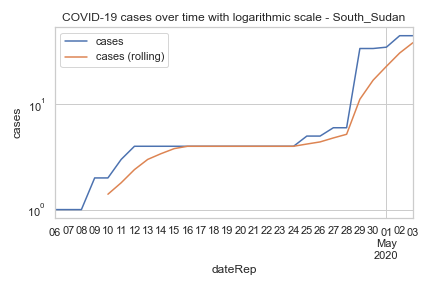 COVID-19 cases over time with logarithmic scale - South_Sudan
cases
cases (rolling)
10¹
10⁰
cases
06 07 08 09 10 11 12 13 14 15 16 17 18 19 20 21 22 23 24 25 26 27 28 29 30 01 02 03
May
2020
dateRep